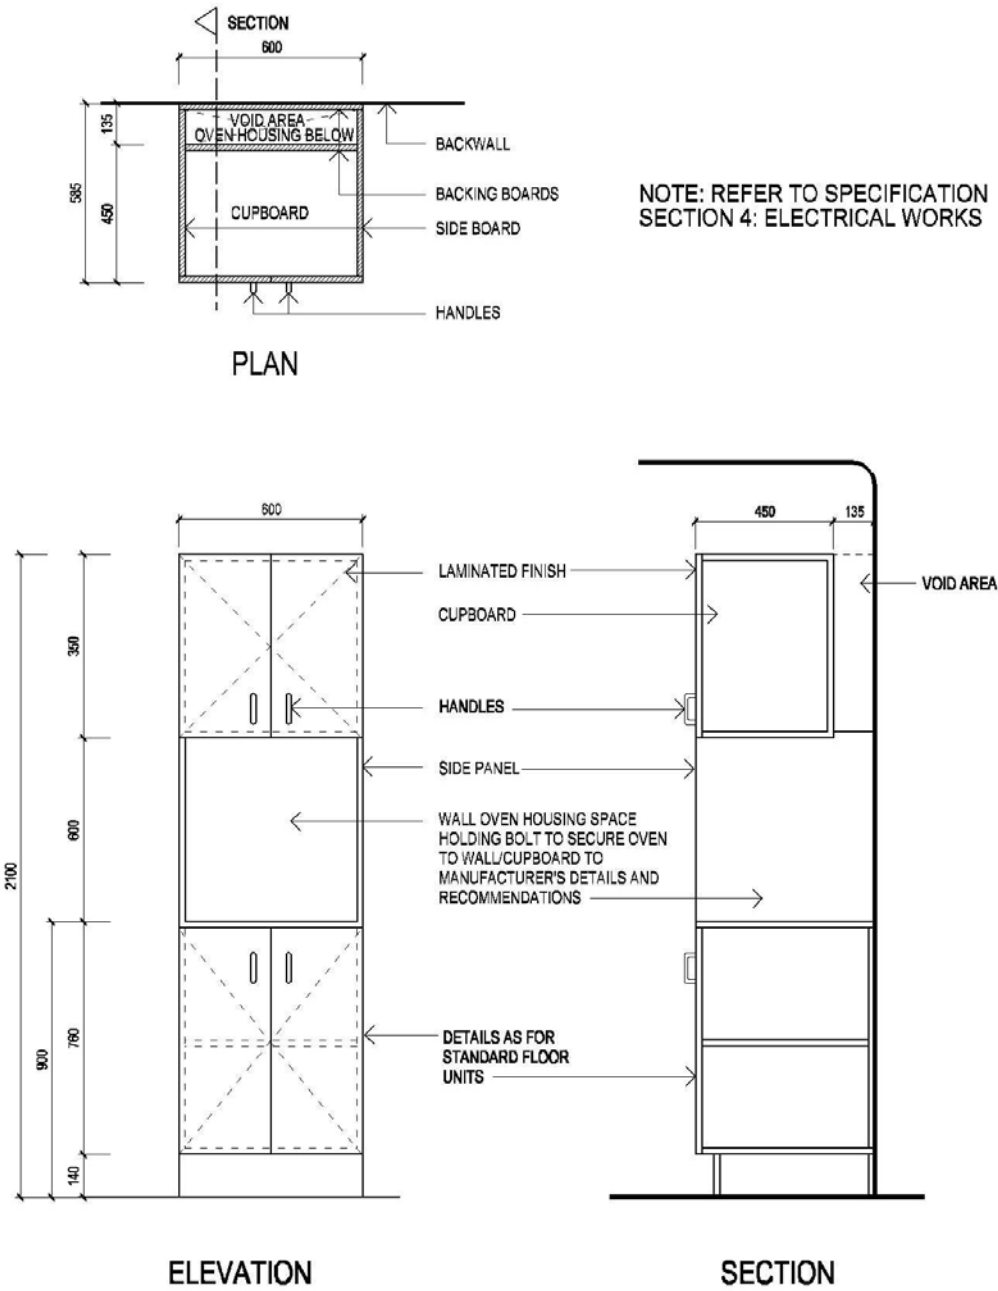 SECTION
600
VOID AREA
OVEN HOUSING BELOW
CUPBOARD
135
585
450
BACKWALL
BACKING BOARDS
SIDE BOARD
HANDLES
NOTE: REFER TO SPECIFICATION
SECTION 4: ELECTRICAL WORKS
PLAN
600
450
135
LAMINATED FINISH
CUPBOARD
VOID AREA
350
HANDLES
SIDE PANEL
WALL OVEN HOUSING SPACE
HOLDING BOLT TO SECURE OVEN
TO WALL/CUPBOARD TO
MANUFACTURER'S DETAILS AND
RECOMMENDATIONS
600
2100
900
760
140
DETAILS AS FOR
STANDARD FLOOR
UNITS
ELEVATION
SECTION